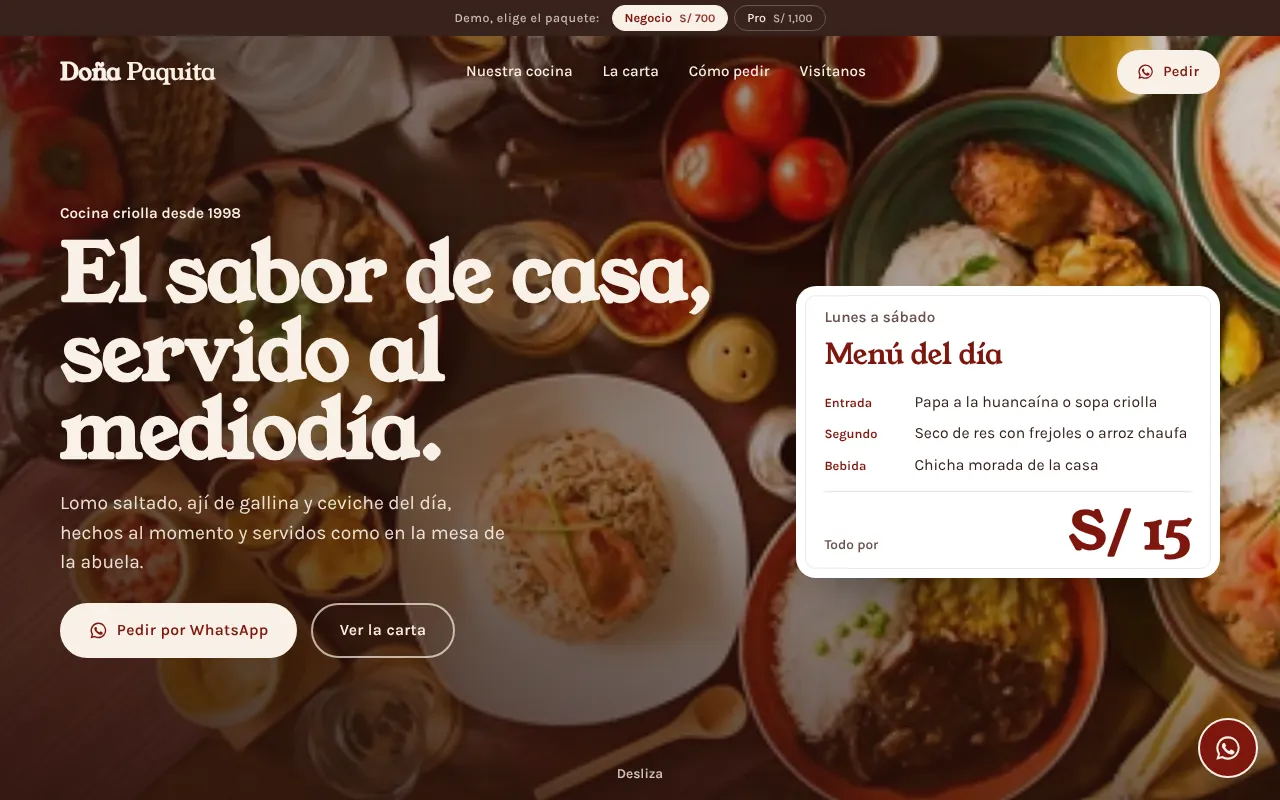 Demo, elige el paquete: Negocio S/ 700 Pro S/ 1,100
Doña Paquita
Nuestra cocina La carta Cómo pedir Visítanos
Pedir
Cocina criolla desde 1998
El sabor de casa,
servido al
mediodía.
Lomo saltado, ají de gallina y ceviche del día,
hechos al momento y servidos como en la mesa de
la abuela.
Pedir por WhatsApp Ver la carta
Lunes a sábado
Menú del día
Entrada Papa a la huancaína o sopa criolla
Segundo Seco de res con frejoles o arroz chaufa
Bebida Chicha morada de la casa
Todo por S/ 15
Desliza